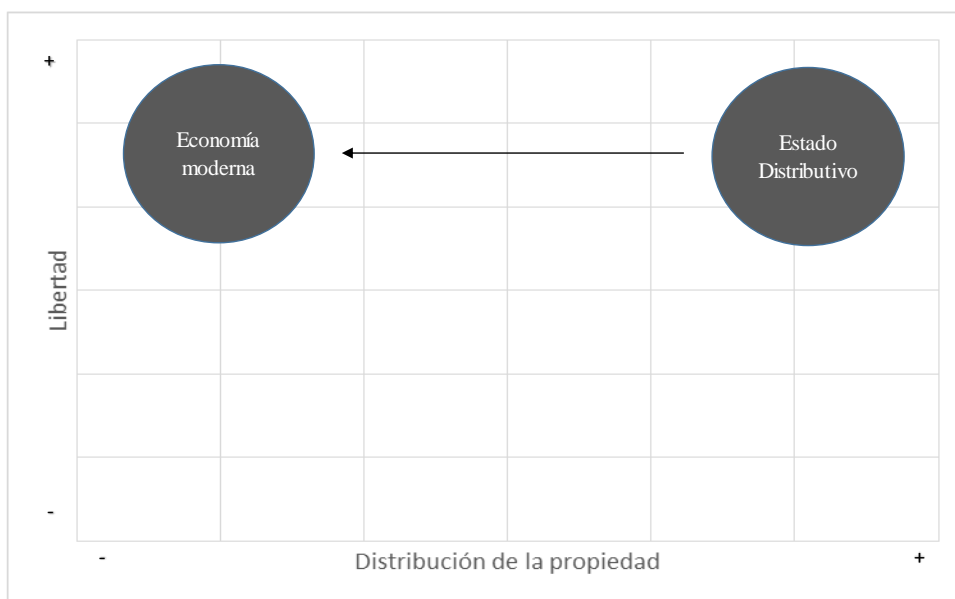 +
Economía
moderna
Estado
Distributivo
Libertad
-
-
Distribución de la propiedad
+